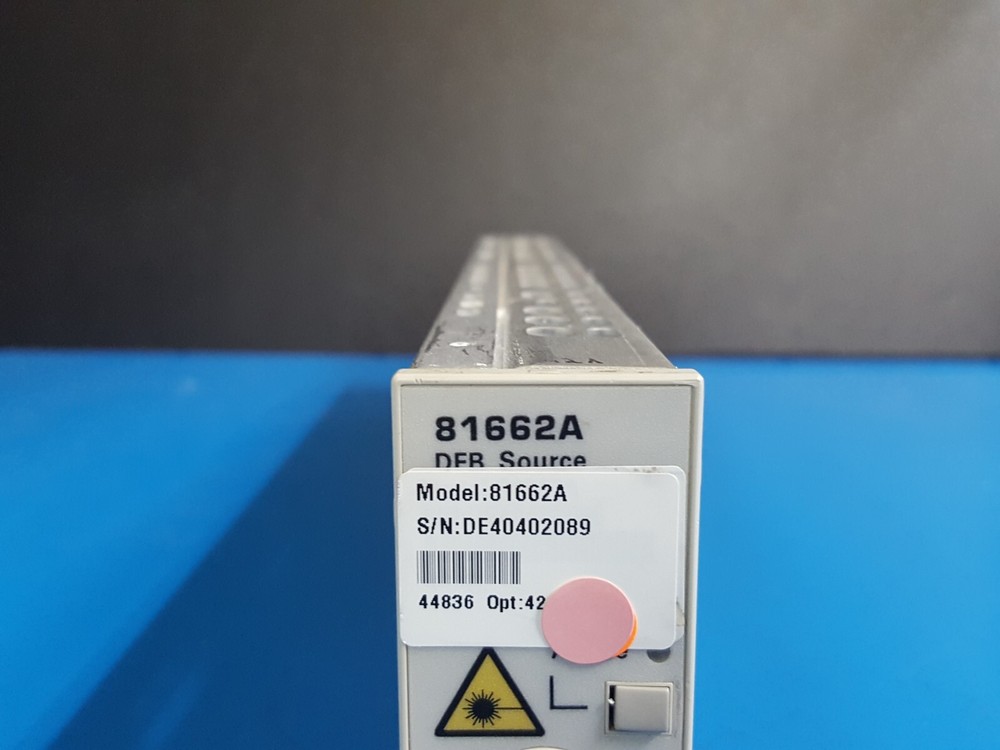 81662A
DFB Source
Model:81662A
S/N:DE40402089
44836 Opt:42